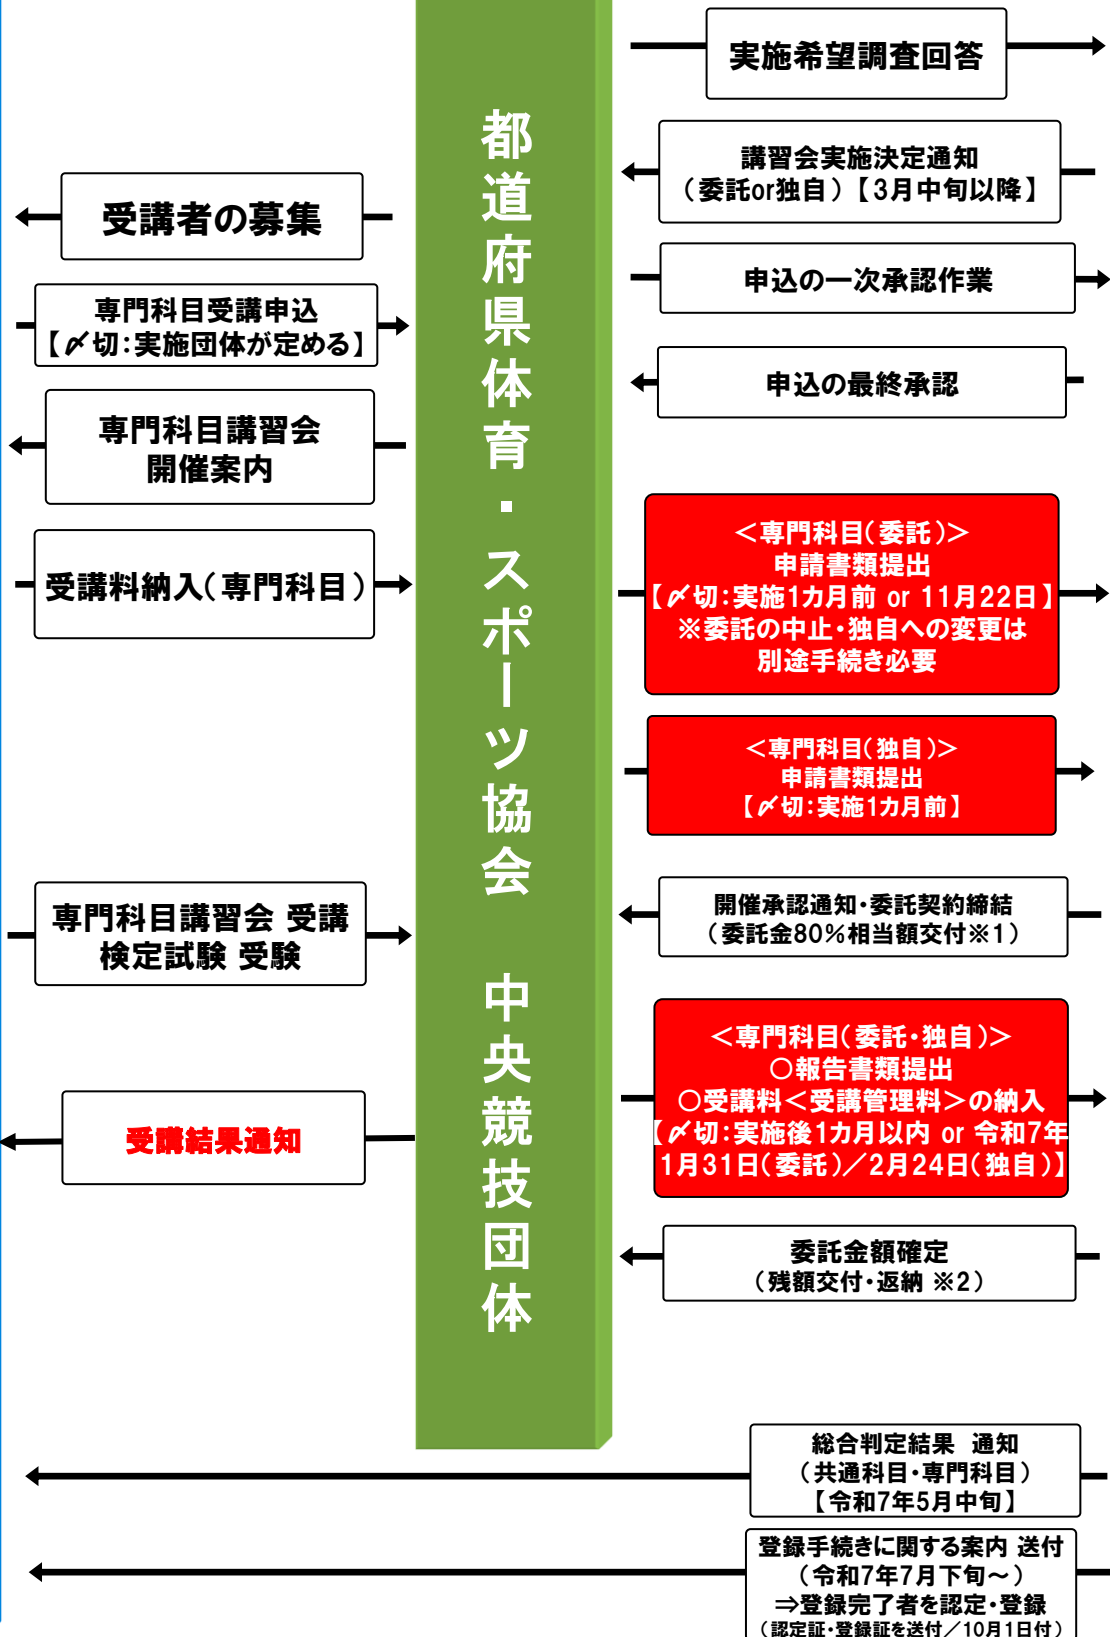 実施希望調査回答
講習会実施決定通知
（委託or独自）【3月中旬以降】
受講者の募集
申込の一次承認作業
専門科目受講申込
【〆切：実施団体が定める】
申込の最終承認
専門科目講習会
開催案内
＜専門科目（委託）＞
申請書類提出
【〆切：実施1カ月前 or 11月22日】
※委託の中止・独自への変更は
別途手続き必要
受講料納入（専門科目）
＜専門科目（独自）＞
申請書類提出
【〆切：実施1カ月前】
都道府県体育・スポーツ協会　中央競技団体
専門科目講習会 受講
検定試験 受験
開催承認通知・委託契約締結
（委託金80％相当額交付※1）
＜専門科目（委託・独自）＞
○報告書類提出
○受講料＜受講管理料＞の納入
【〆切：実施後1カ月以内 or 令和7年
1月31日（委託）／2月24日（独自）】
受講結果通知
委託金額確定
（残額交付・返納 ※2）
総合判定結果　通知
（共通科目・専門科目）
【令和7年5月中旬】
登録手続きに関する案内 送付
（令和7年7月下旬～）
⇒登録完了者を認定・登録
（認定証・登録証を送付／10月1日付）